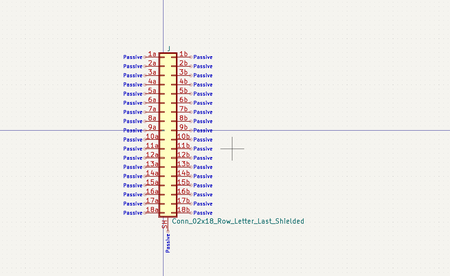 J
Passive 1a 1b Passive
Passive 2a 2b Passive
Passive 3a 3b Passive
Passive 4a 4b Passive
Passive 5a 5b Passive
Passive 6a 6b Passive
Passive 7a 7b Passive
Passive 8a 8b Passive
Passive 9a 9b Passive
Passive 10a 10b Passive
Passive 11a 11b Passive
Passive 12a 12b Passive
Passive 13a 13b Passive
Passive 14a 14b Passive
Passive 15a 15b Passive
Passive 16a 16b Passive
Passive 17a 17b Passive
Passive 18a 18b Passive
Conn_02x18_Row_Letter_Last_Shielded
SH
Passive